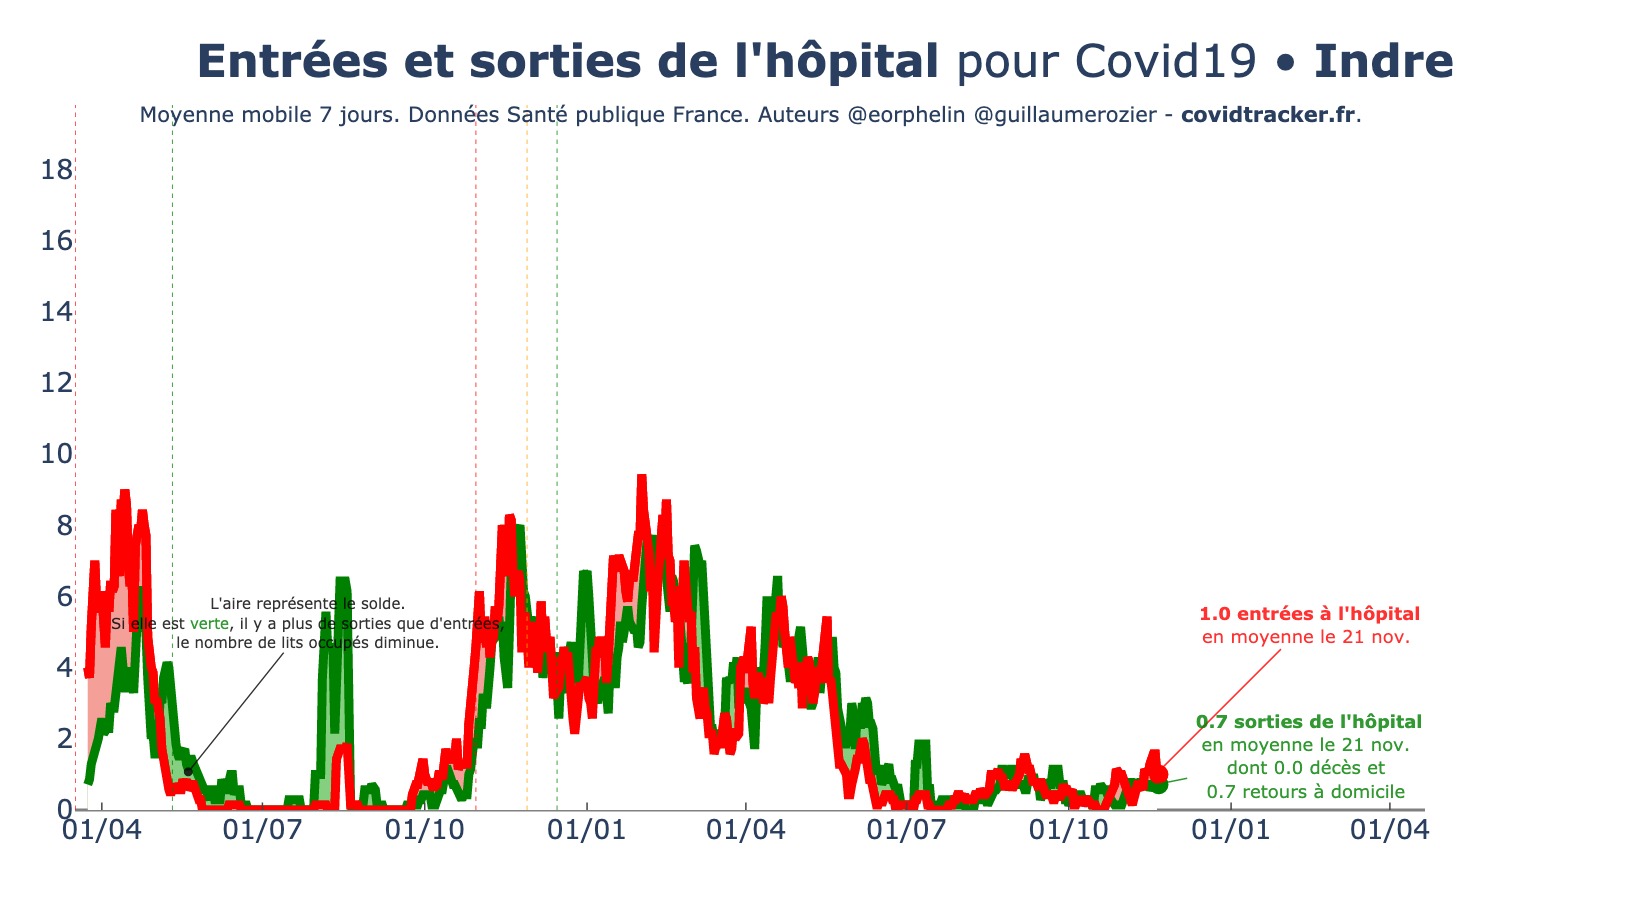 Entrées et sorties de l'hôpital pour Covid19 • Indre
Moyenne mobile 7 jours. Données Santé publique France. Auteurs @eorphelin @guillaumerozier - covidtracker.fr.
18
16
14
12
10
8
6
4
2
0
L'aire représente le solde.
Si elle est verte, il y a plus de sorties que d'entrées,
le nombre de lits occupés diminue.
1.0 entrées à l'hôpital
en moyenne le 21 nov.
0.7 sorties de l'hôpital
en moyenne le 21 nov.
dont 0.0 décès et
0.7 retours à domicile
01/04 01/07 01/10 01/01 01/04 01/07 01/10 01/01 01/04